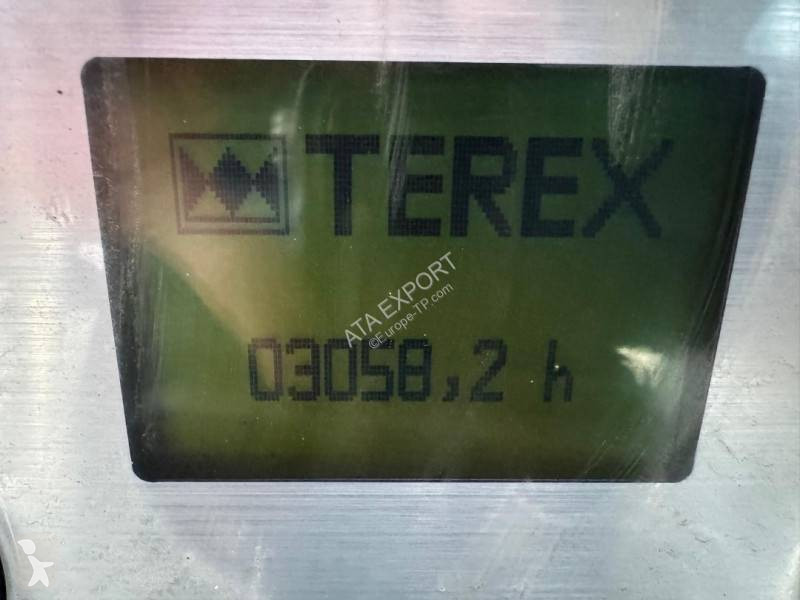 TEREX
ATA EXPORT
©Europe-TP.com
03058,2 h